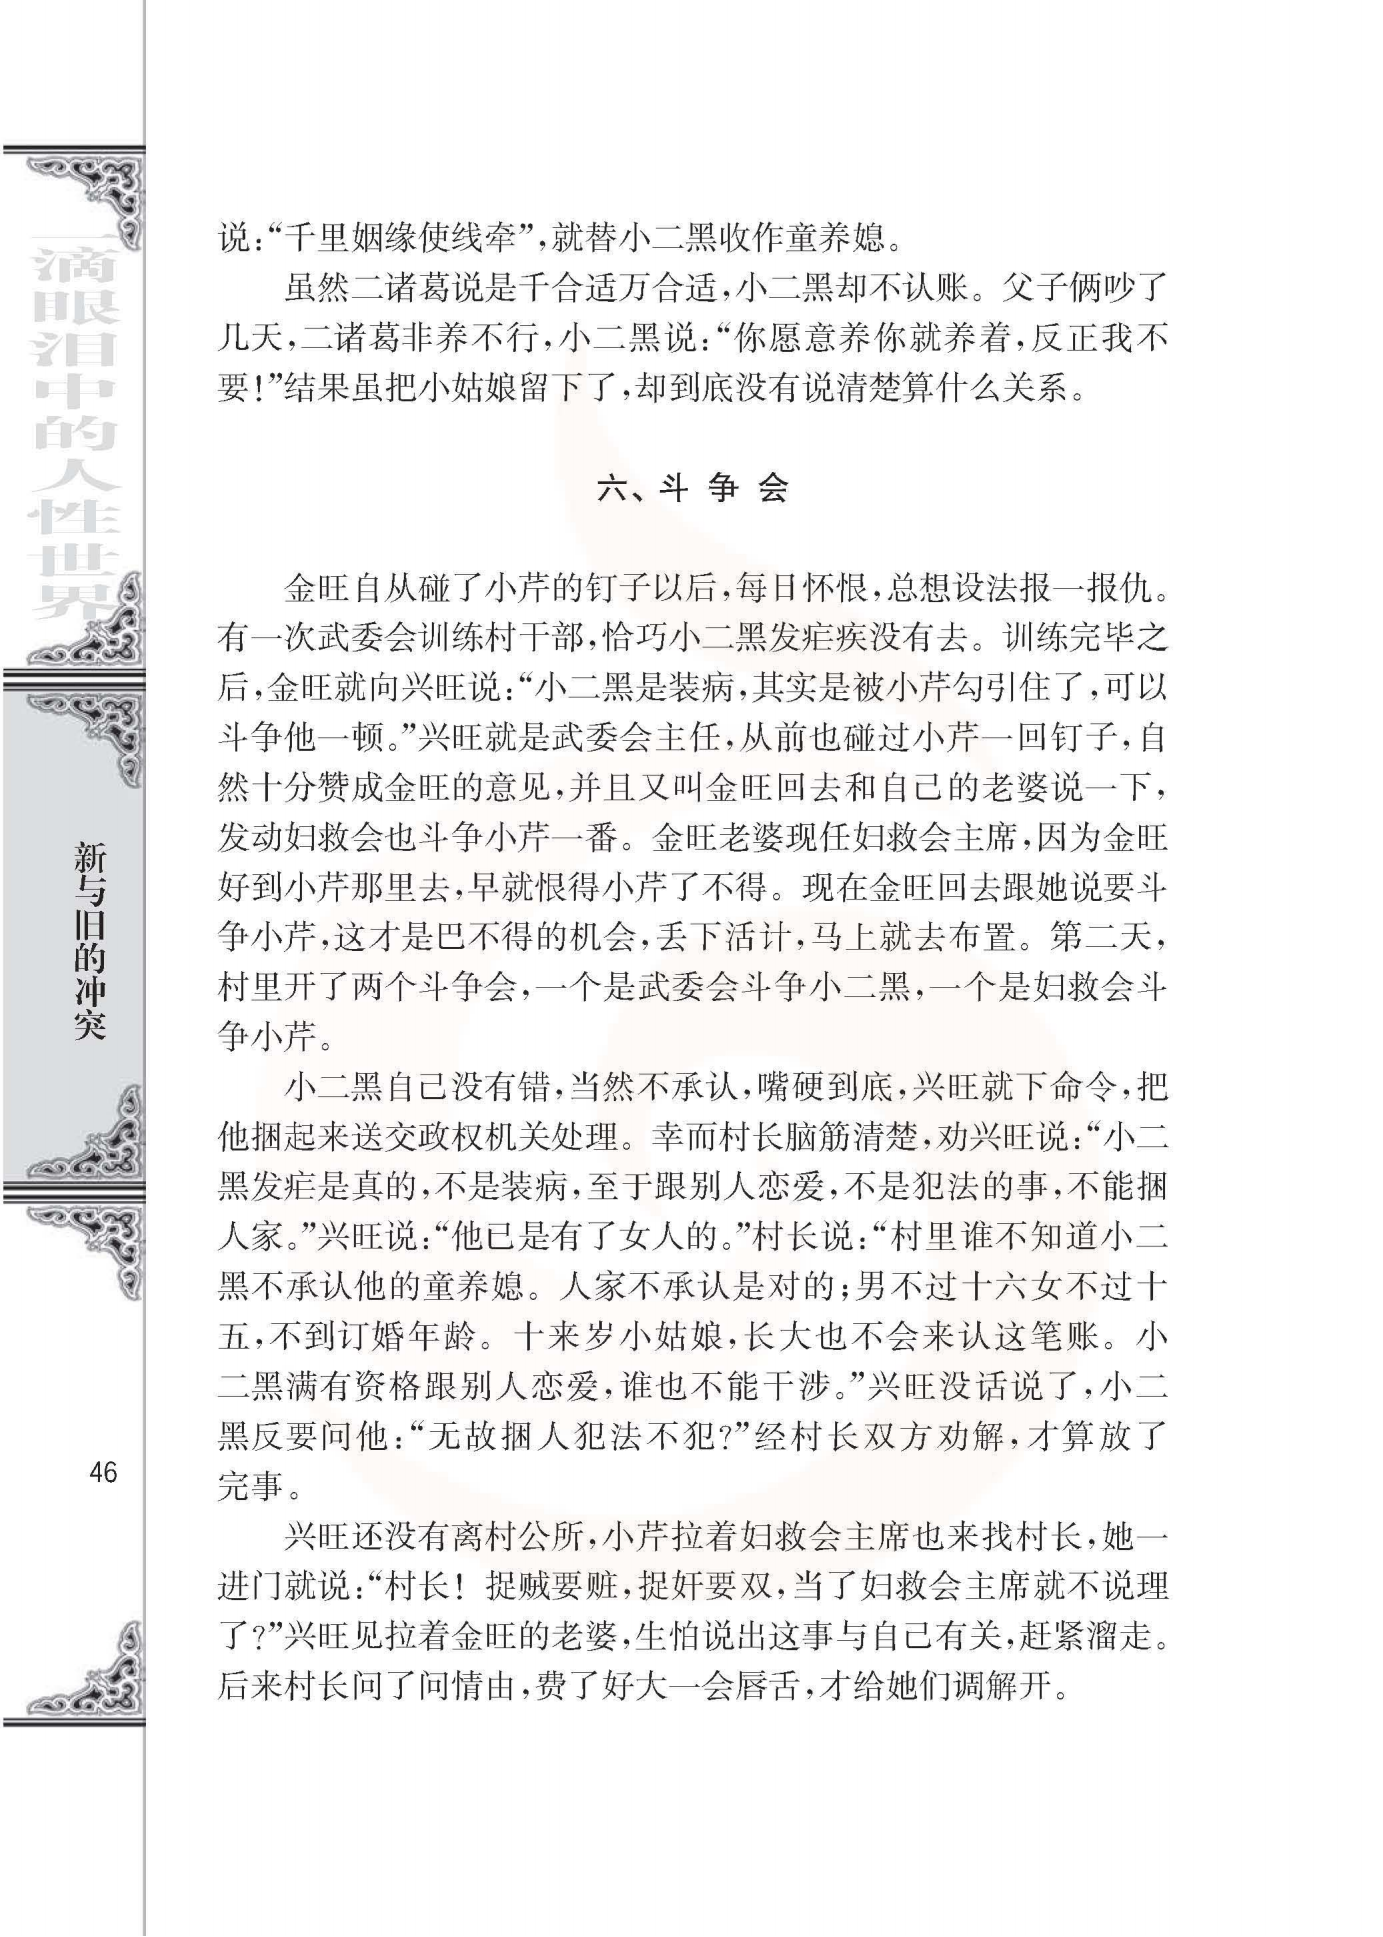 一滴眼泪中的人性世界
新与旧的冲突
46
说：“千里姻缘使线牵”，就替小二黑收作童养媳。
虽然二诸葛说是千合适万合适，小二黑却不认账。父子俩吵了
几天，二诸葛非养不行，小二黑说：“你愿意养你就养着，反正我不
要！”结果虽把小姑娘留下了，却到底没有说清楚算什么关系。
六、斗争会
金旺自从碰了小芹的钉子以后，每日怀恨，总想设法报一报仇。
有一次武委会训练村干部，恰巧小二黑发疟疾没有去。训练完毕之
后，金旺就向兴旺说：“小二黑是装病，其实是被小芹勾引住了，可以
斗争他一顿。”兴旺就是武委会主任，从前也碰过小芹一回钉子，自
然十分赞成金旺的意见，并且又叫金旺回去和自己的老婆说一下，
发动妇救会也斗争小芹一番。金旺老婆现任妇救会主席，因为金旺
好到小芹那里去，早就恨得小芹了不得。现在金旺回去跟她说要斗
争小芹，这才是巴不得的机会，丢下活计，马上就去布置。第二天，
村里开了两个斗争会，一个是武委会斗争小二黑，一个是妇救会斗
争小芹。
小二黑自己没有错，当然不承认，嘴硬到底，兴旺就下命令，把
他捆起来送交政权机关处理。幸而村长脑筋清楚，劝兴旺说：“小二
黑发疟是真的，不是装病，至于跟别人恋爱，不是犯法的事，不能捆
人家。”兴旺说：“他已是有了女人的。”村长说：“村里谁不知道小二
黑不承认他的童养媳。人家不承认是对的；男不过十六女不过十
五，不到订婚年龄。十来岁小姑娘，长大也不会来认这笔账。小
二黑满有资格跟别人恋爱，谁也不能干涉。”兴旺没话说了，小二
黑反要问他：“无故捆人犯法不犯？”经村长双方劝解，才算放了
完事。
兴旺还没有离村公所，小芹拉着妇救会主席也来找村长，她一
进门就说：“村长！捉贼要赃，捉奸要双，当了妇救会主席就不说理
了？”兴旺见拉着金旺的老婆，生怕说出这事与自己有关，赶紧溜走。
后来村长问了问情由，费了好大一会唇舌，才给她们调解开。